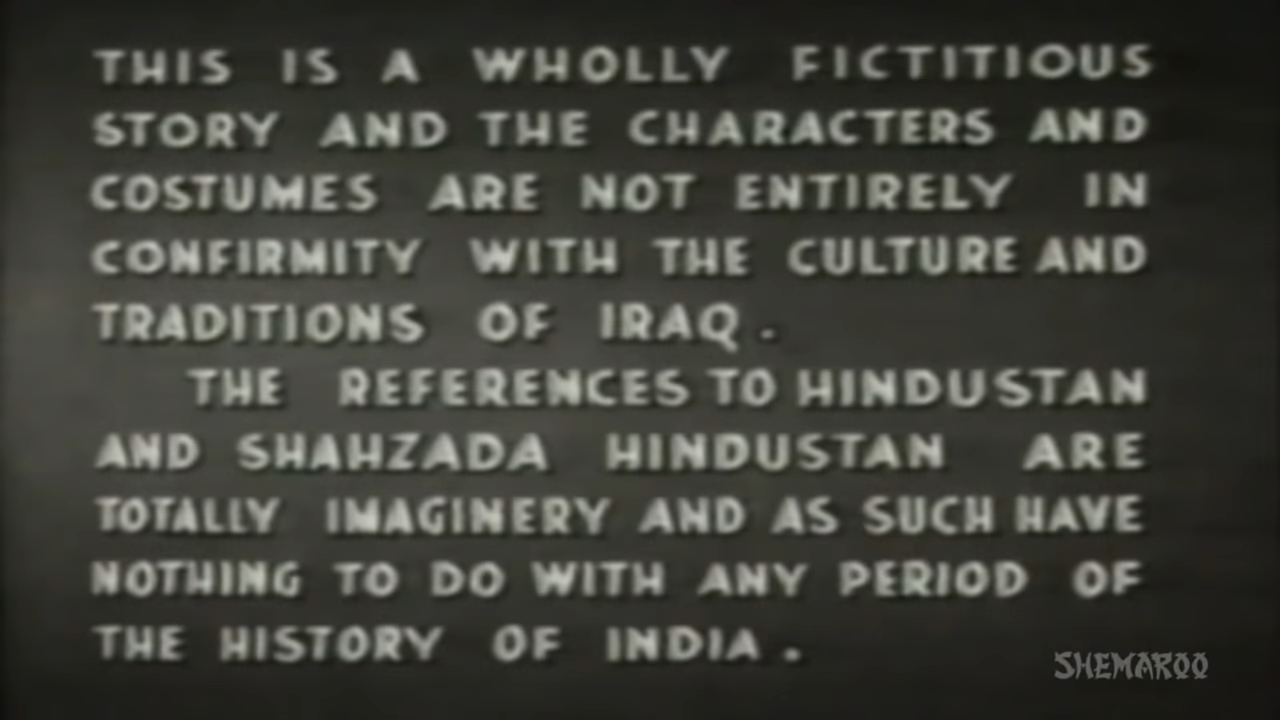 THIS IS A WHOLLY FICTITIOUS
STORY AND THE CHARACTERS AND
COSTUMES ARE NOT ENTIRELY IN
CONFIRMITY WITH THE CULTURE AND
TRADITIONS OF IRAQ.
THE REFERENCES TO HINDUSTAN
AND SHAHZADA HINDUSTAN ARE
TOTALLY IMAGINERY AND AS SUCH HAVE
NOTHING TO DO WITH ANY PERIOD OF
THE HISTORY OF INDIA.
SHEMAROO